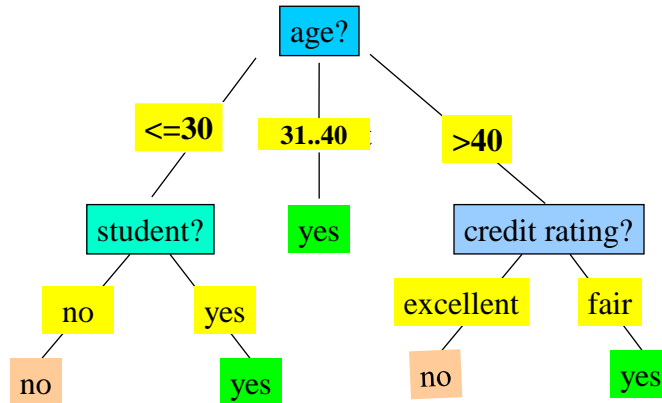 age?
<=30
31..40
>40
student?
yes
credit rating?
no
yes
excellent
fair
no
yes
no
yes